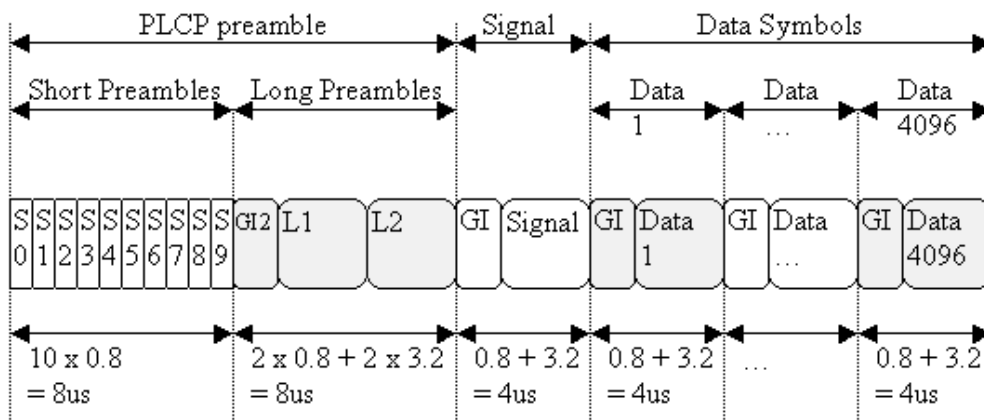 PLCP preamble Signal Data Symbols
Short Preambles Long Preambles Data Data Data
1 ... 4096
S S S S S S S S S S GI2 L1 L2 GI Signal GI Data GI Data GI Data
0 1 2 3 4 5 6 7 8 9 1 ... 4096
10 x 0.8 2 x 0.8 + 2 x 3.2 0.8 + 3.2 0.8 + 3.2 ... 0.8 + 3.2
= 8us = 8us = 4us = 4us = 4us